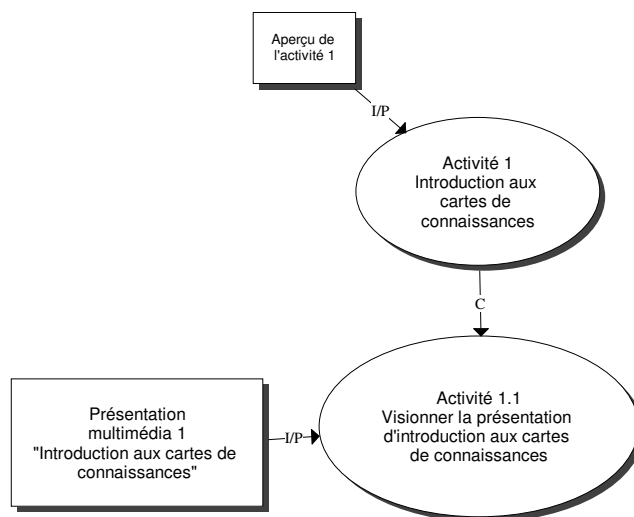 Aperçu de
l'activité 1
I/P
Activité 1
Introduction aux
cartes de
connaissances
C
Présentation
multimédia 1
"Introduction aux cartes de
connaissances"
I/P
Activité 1.1
Visionner la présentation
d'introduction aux cartes
de connaissances